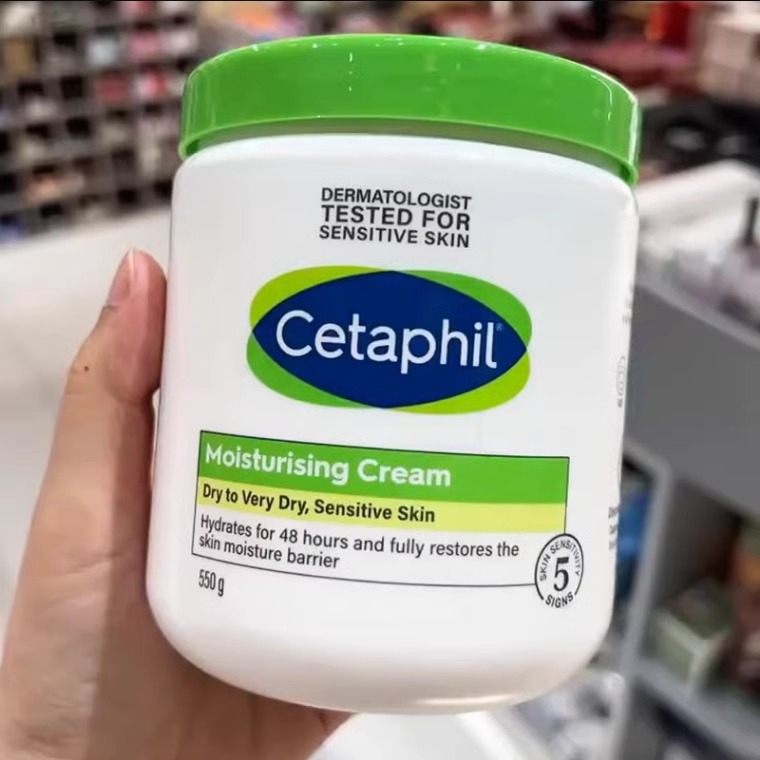 DERMATOLOGIST
TESTED FOR
SENSITIVE SKIN
Cetaphil®
Moisturising Cream
Dry to Very Dry, Sensitive Skin
Hydrates for 48 hours and fully restores the
skin moisture barrier
550 g
SKIN SENSITIVITY
5
SIGNS